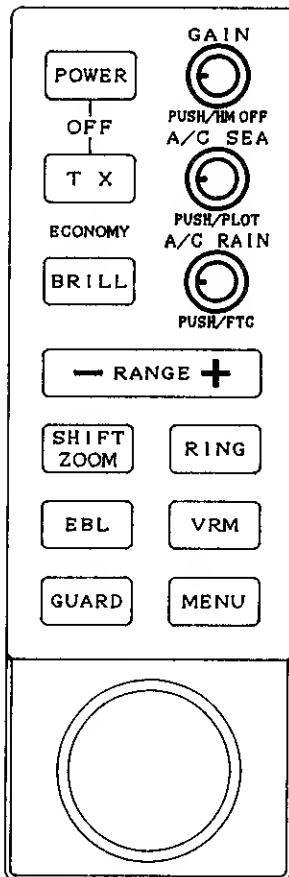 GAIN
POWER
PUSH/HM OFF
OFF
A/C SEA
T X
PUSH/PLOT
ECONOMY
A/C RAIN
BRILL
PUSH/FTC
− RANGE +
SHIFT
ZOOM
RING
EBL
VRM
GUARD
MENU